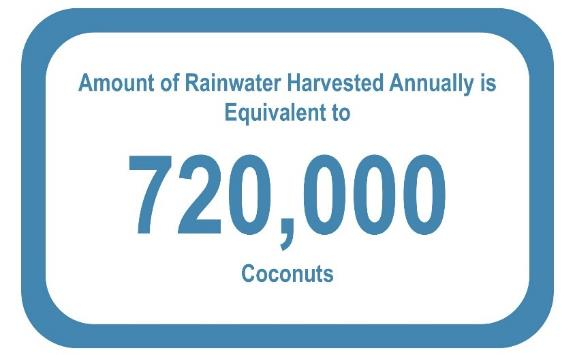 Amount of Rainwater Harvested Annually is
Equivalent to
720,000
Coconuts